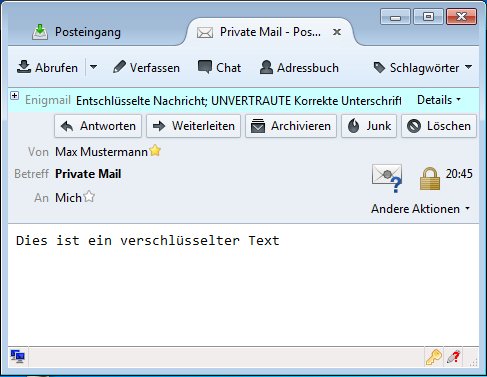 Posteingang
Private Mail - Pos...
Abrufen Verfassen Chat Adressbuch Schlagwörter
Enigmail Entschlüsselte Nachricht; UNVERTRAUTE Korrekte Unterschrift Details
Antworten Weiterleiten Archivieren Junk Löschen
Von Max Mustermann
Betreff Private Mail 20:45
An Mich
Andere Aktionen
Dies ist ein verschlüsselter Text